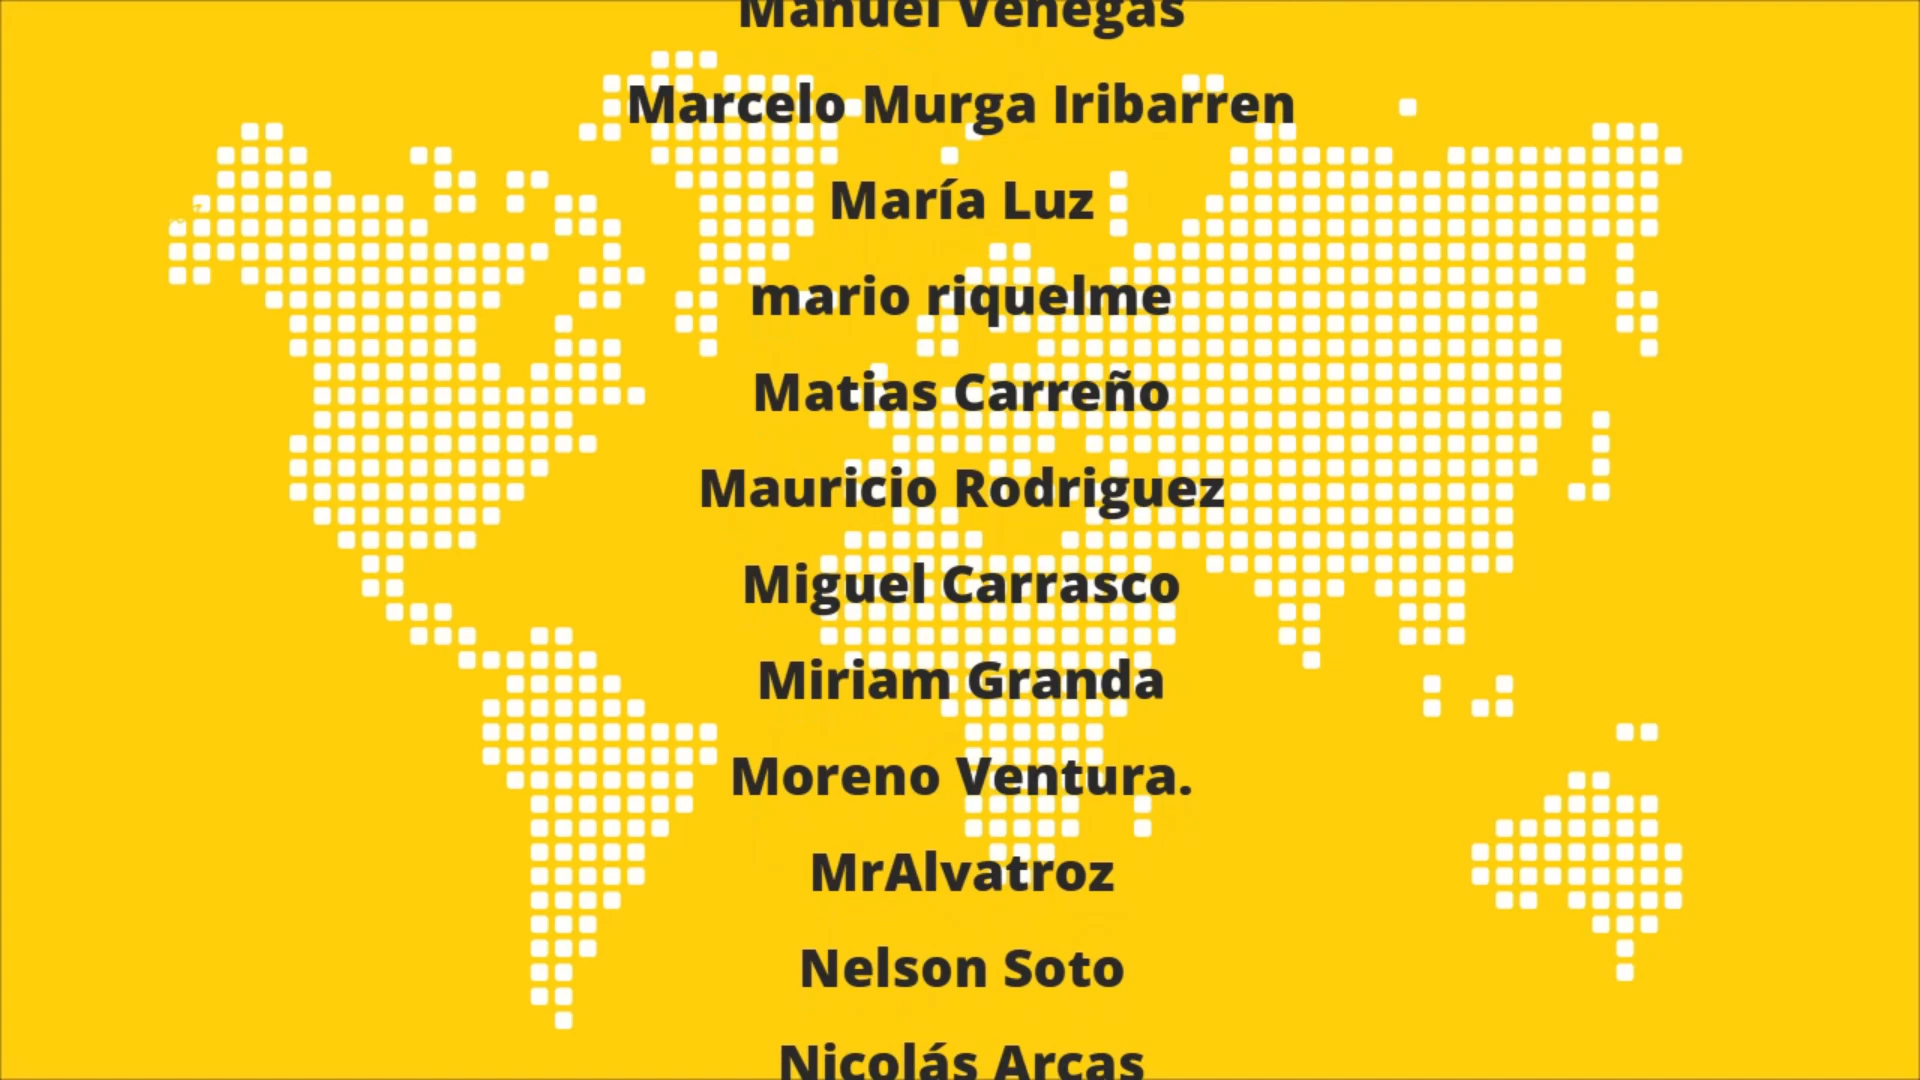 Manuel Venegas
Marcelo Murga Iribarren
María Luz
mario riquelme
Matias Carreño
Mauricio Rodriguez
Miguel Carrasco
Miriam Granda
Moreno Ventura.
MrAlvatroz
Nelson Soto
Nicolás Arcas